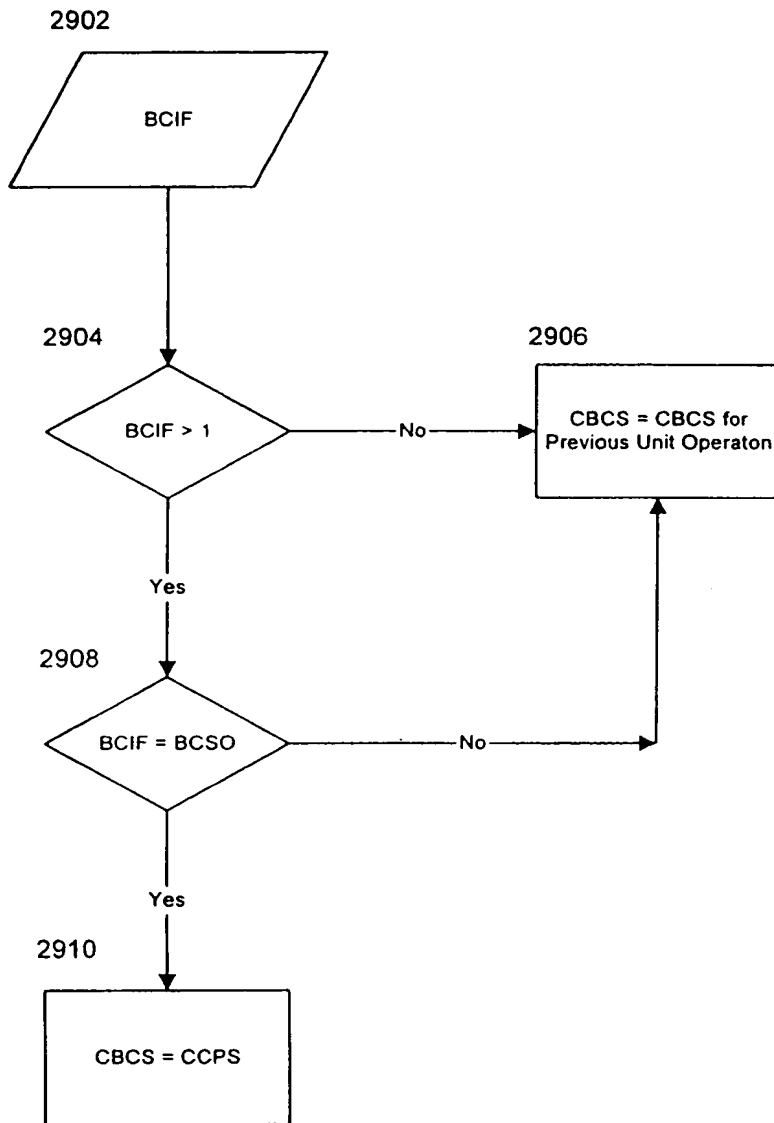 2902
BCIF
2904
BCIF > 1
No
2906
CBCS = CBCS for
Previous Unit Operaton
Yes
2908
BCIF = BCSO
No
Yes
2910
CBCS = CCPS